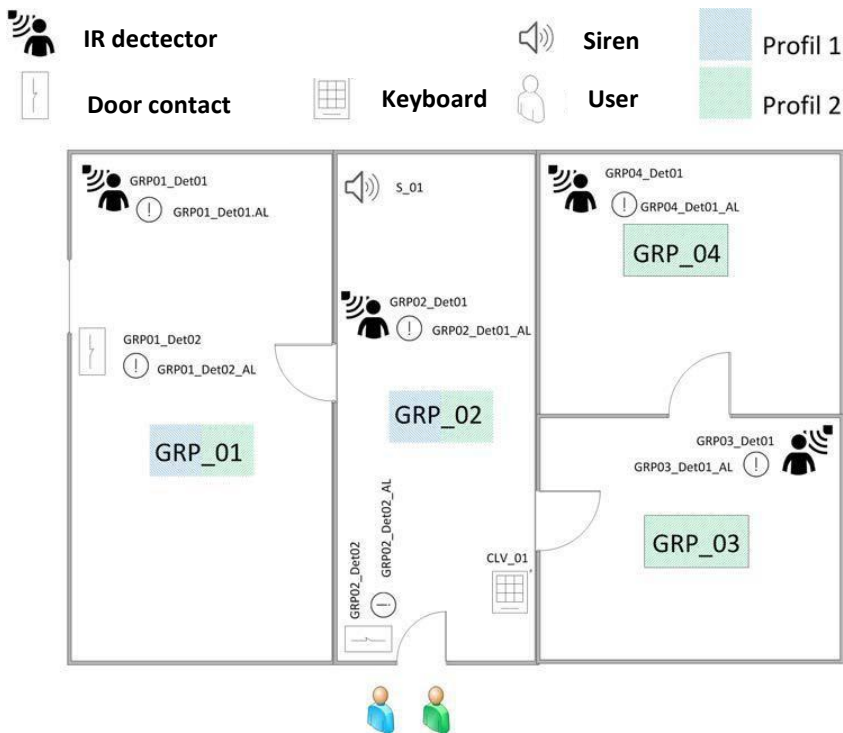 IR dectector
Siren
Profil 1
Door contact
Keyboard
User
Profil 2
GRP01_Det01
GRP01_Det01.AL
S_01
GRP04_Det01
GRP04_Det01_AL
GRP_04
GRP02_Det01
GRP02_Det01_AL
GRP01_Det02
GRP01_Det02_AL
GRP_02
GRP_01
GRP03_Det01
GRP03_Det01_AL
GRP_03
GRP02_Det02
GRP02_Det02_AL
CLV_01